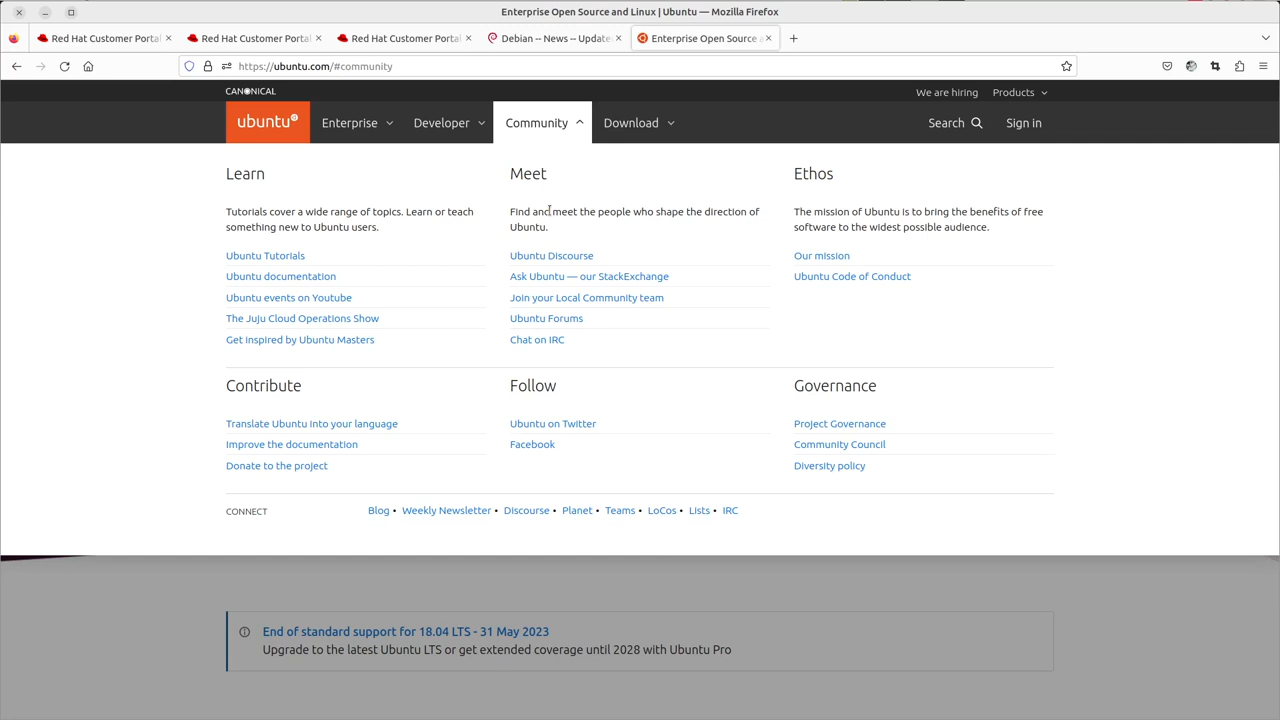 Enterprise Open Source and Linux | Ubuntu — Mozilla Firefox
Red Hat Customer Porta
Red Hat Customer Porta
Red Hat Customer Porta
Debian -- News -- Update
Enterprise Open Source a
https://ubuntu.com/#community
CANONICAL
We are hiring
Products
ubuntu
Enterprise
Developer
Community
Download
Search
Sign in
Learn
Tutorials cover a wide range of topics. Learn or teach
something new to Ubuntu users.
Ubuntu Tutorials
Ubuntu documentation
Ubuntu events on Youtube
The Juju Cloud Operations Show
Get inspired by Ubuntu Masters
Meet
Find and meet the people who shape the direction of
Ubuntu.
Ubuntu Discourse
Ask Ubuntu — our StackExchange
Join your Local Community team
Ubuntu Forums
Chat on IRC
Ethos
The mission of Ubuntu is to bring the benefits of free
software to the widest possible audience.
Our mission
Ubuntu Code of Conduct
Contribute
Translate Ubuntu into your language
Improve the documentation
Donate to the project
Follow
Ubuntu on Twitter
Facebook
Governance
Project Governance
Community Council
Diversity policy
CONNECT
Blog • Weekly Newsletter • Discourse • Planet • Teams • LoCos • Lists • IRC
End of standard support for 18.04 LTS - 31 May 2023
Upgrade to the latest Ubuntu LTS or get extended coverage until 2028 with Ubuntu Pro